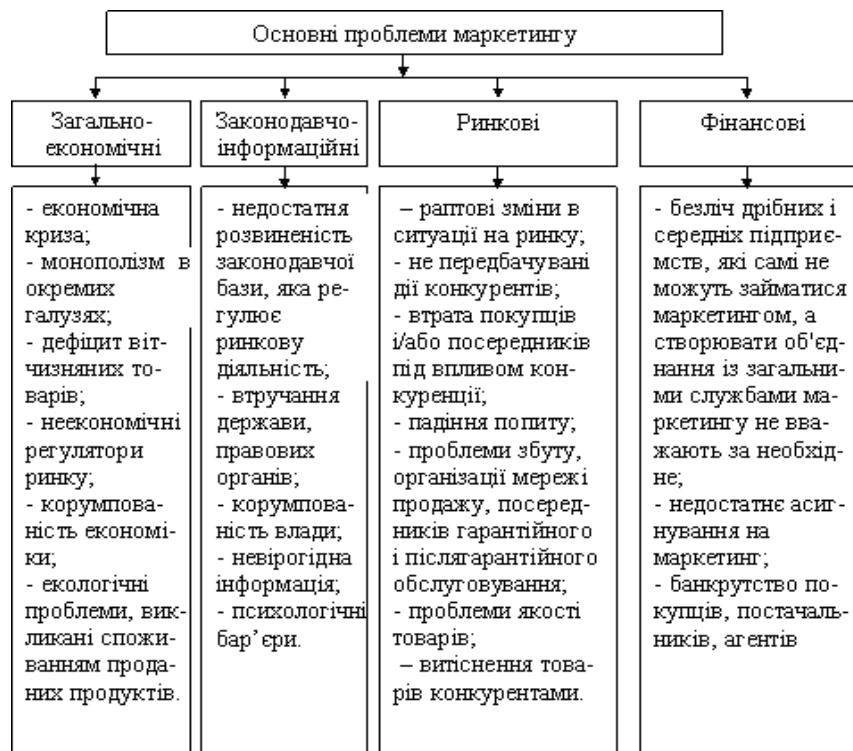 Основні проблеми маркетингу
Загально-
економічні
Законодавчо-
інформаційні
Ринкові
Фінансові
- економічна
криза;
- монополізм в
окремих
галузях;
- дефіцит віт-
чизняних то-
варів;
- неекономічні
регулятори
ринку;
- корумпова-
ність економі-
ки;
- екологічні
проблеми, вик-
ликані спожи-
ванням прода-
них продуктів.
- недостатня
розвиненість
законодавчої
бази, яка ре-
гулює
ринкову
діяльність;
- втручання
держави,
правових
органів;
- корумпова-
ність влади;
- невірогідна
інформація;
- психологічні
бар’єри.
– раптові зміни в
ситуації на ринку;
- не передбачувані
дії конкурентів;
- втрата покупців
і/або посередників
під впливом кон-
куренції;
- падіння попиту;
- проблеми збуту,
організації мережі
продажу, посеред-
ників гарантійного
і післягарантійного
обслуговування;
- проблеми якості
товарів;
– витіснення това-
рів конкурентами.
- безліч дрібних і
середніх підприє-
мств, які самі не
можуть займатися
маркетингом, а
створювати об'єд-
нання із загальни-
ми службами ма-
ркетингу не вва-
жають за необхід-
не;
- недостатнє асиг-
нування на
маркетинг;
- банкрутство по-
купців, постачаль-
ників, агентів